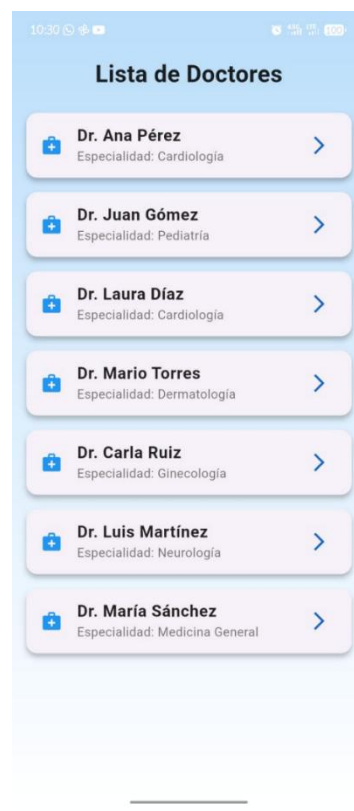 10:30
100
Lista de Doctores
Dr. Ana Pérez
Especialidad: Cardiología
Dr. Juan Gómez
Especialidad: Pediatría
Dr. Laura Díaz
Especialidad: Cardiología
Dr. Mario Torres
Especialidad: Dermatología
Dr. Carla Ruiz
Especialidad: Ginecología
Dr. Luis Martínez
Especialidad: Neurología
Dr. María Sánchez
Especialidad: Medicina General